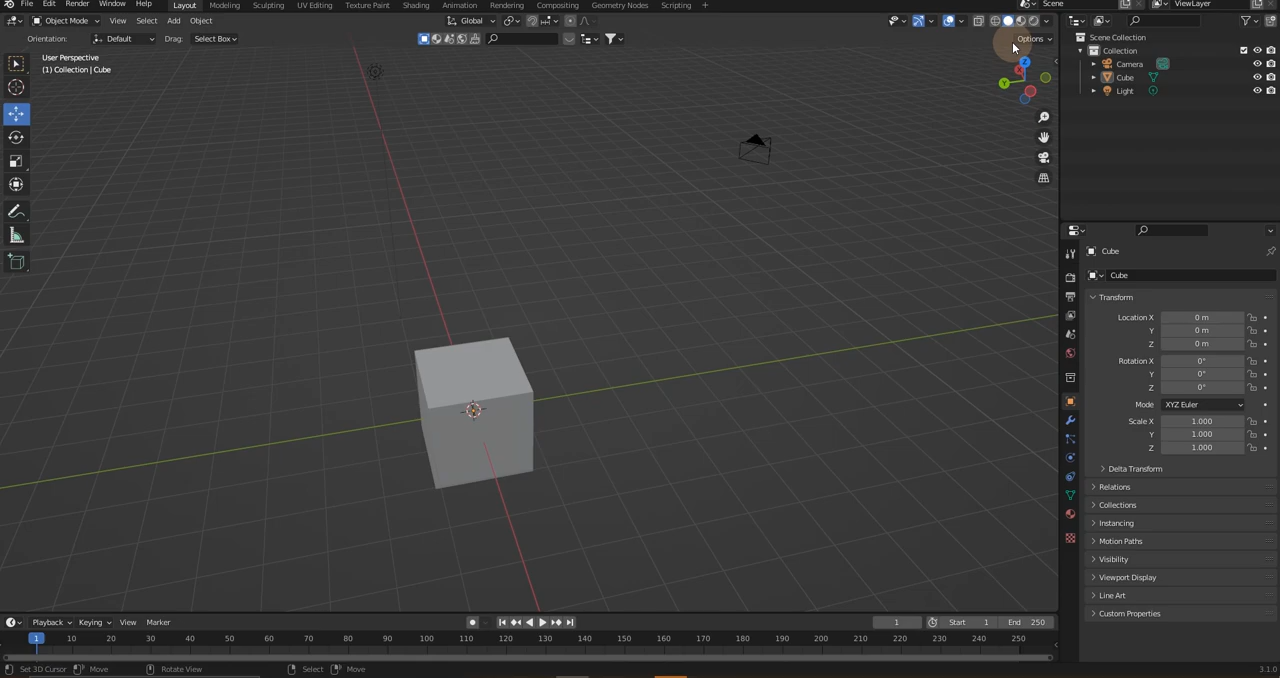 File Edit Render Window Help Layout Modeling Sculpting UV Editing Texture Paint Shading Animation Rendering Compositing Geometry Nodes Scripting + Scene ViewLayer
Object Mode View Select Add Object Global
Orientation: Default Drag: Select Box Options
User Perspective
(1) Collection | Cube
Z
X
Y
Scene Collection
Collection
Camera
Cube
Light
Cube
Cube
Transform
Location X 0 m
Y 0 m
Z 0 m
Rotation X 0°
Y 0°
Z 0°
Mode XYZ Euler
Scale X 1.000
Y 1.000
Z 1.000
Delta Transform
Relations
Collections
Instancing
Motion Paths
Visibility
Viewport Display
Line Art
Custom Properties
Playback Keying View Marker 1 Start 1 End 250
1 10 20 30 40 50 60 70 80 90 100 110 120 130 140 150 160 170 180 190 200 210 220 230 240 250
Set 3D Cursor Move Rotate View Select Move 3.1.0